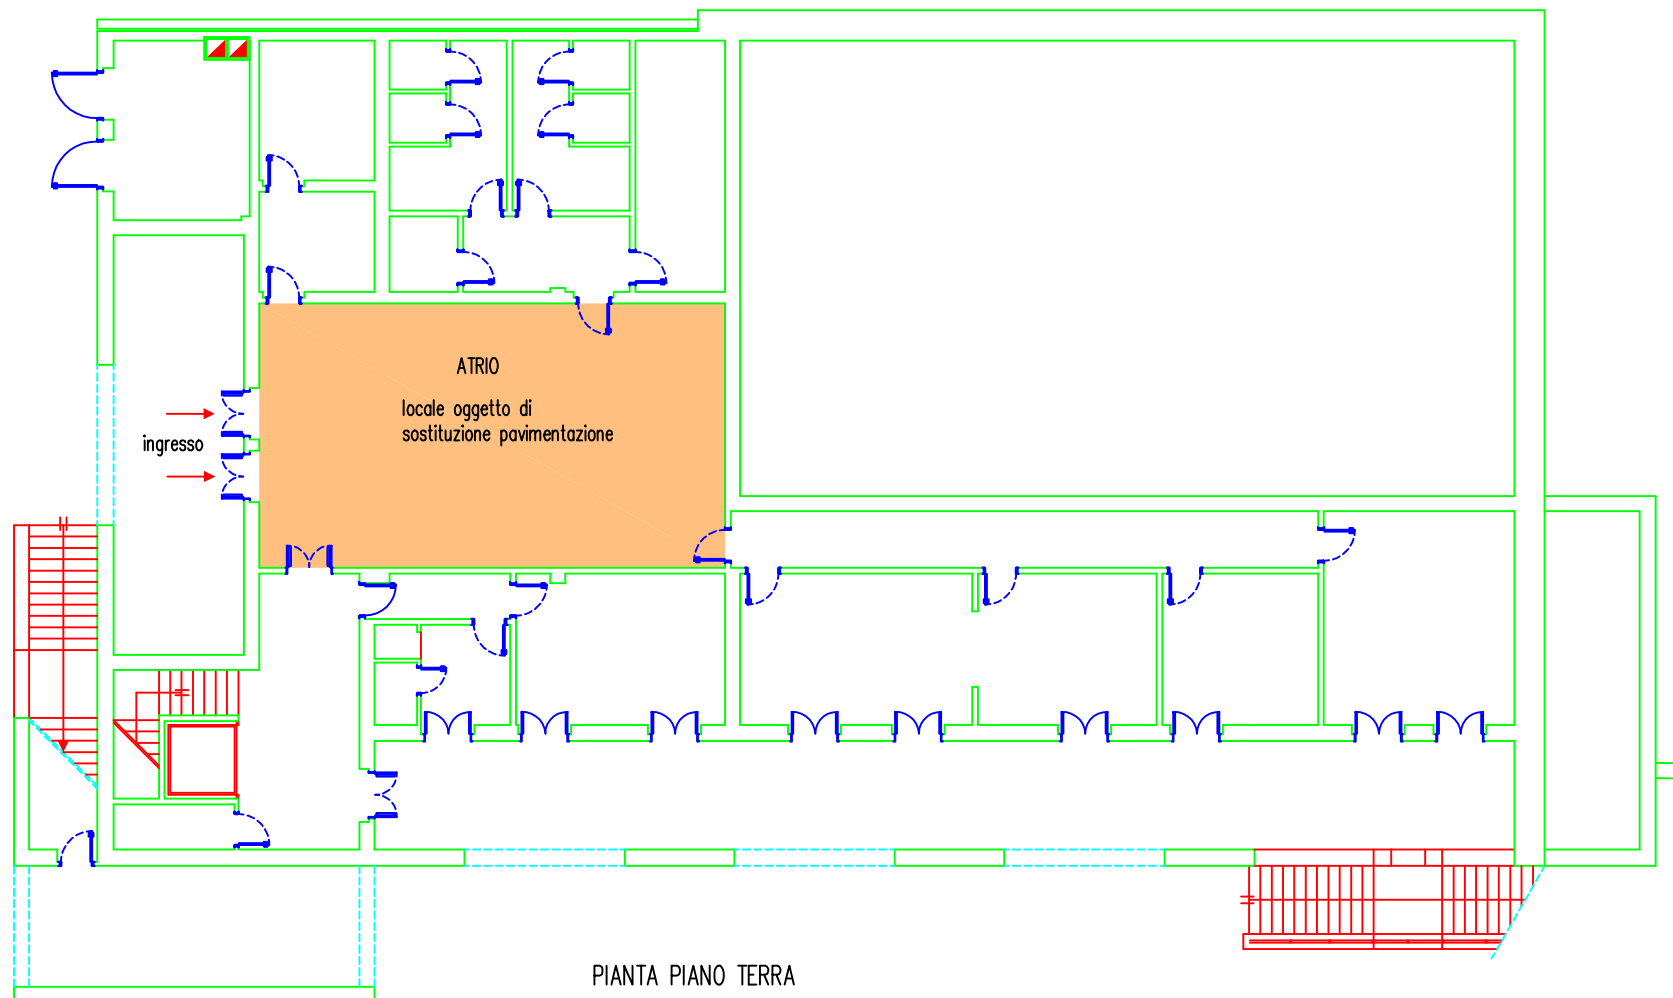 ATRIO
locale oggetto di
sostituzione pavimentazione
ingresso
PIANTA PIANO TERRA